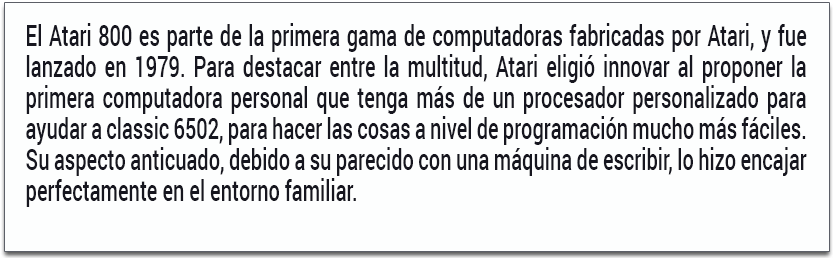 El Atari 800 es parte de la primera gama de computadoras fabricadas por Atari, y fue
lanzado en 1979. Para destacar entre la multitud, Atari eligió innovar al proponer la
primera computadora personal que tenga más de un procesador personalizado para
ayudar a classic 6502, para hacer las cosas a nivel de programación mucho más fáciles.
Su aspecto anticuado, debido a su parecido con una máquina de escribir, lo hizo encajar
perfectamente en el entorno familiar.